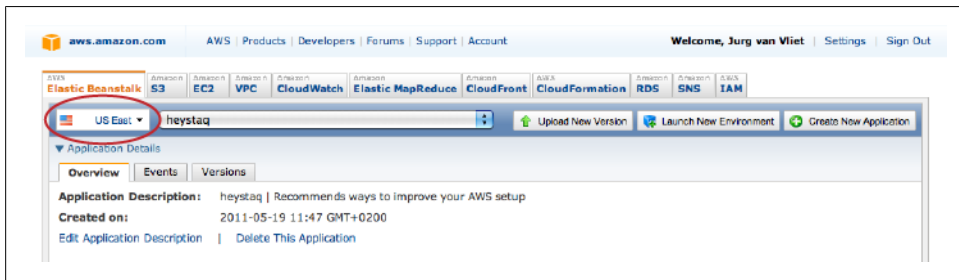 aws.amazon.com AWS | Products | Developers | Forums | Support | Account Welcome, Jurg van Vliet | Settings | Sign Out
AWS Amazon Amazon Amazon Amazon Amazon Amazon AWS Amazon Amazon AWS
Elastic Beanstalk S3 EC2 VPC CloudWatch Elastic MapReduce CloudFront CloudFormation RDS SNS IAM
US East heystaq Upload New Version Launch New Environment Create New Application
Application Details
Overview Events Versions
Application Description: heystaq | Recommends ways to improve your AWS setup
Created on: 2011-05-19 11:47 GMT+0200
Edit Application Description | Delete This Application